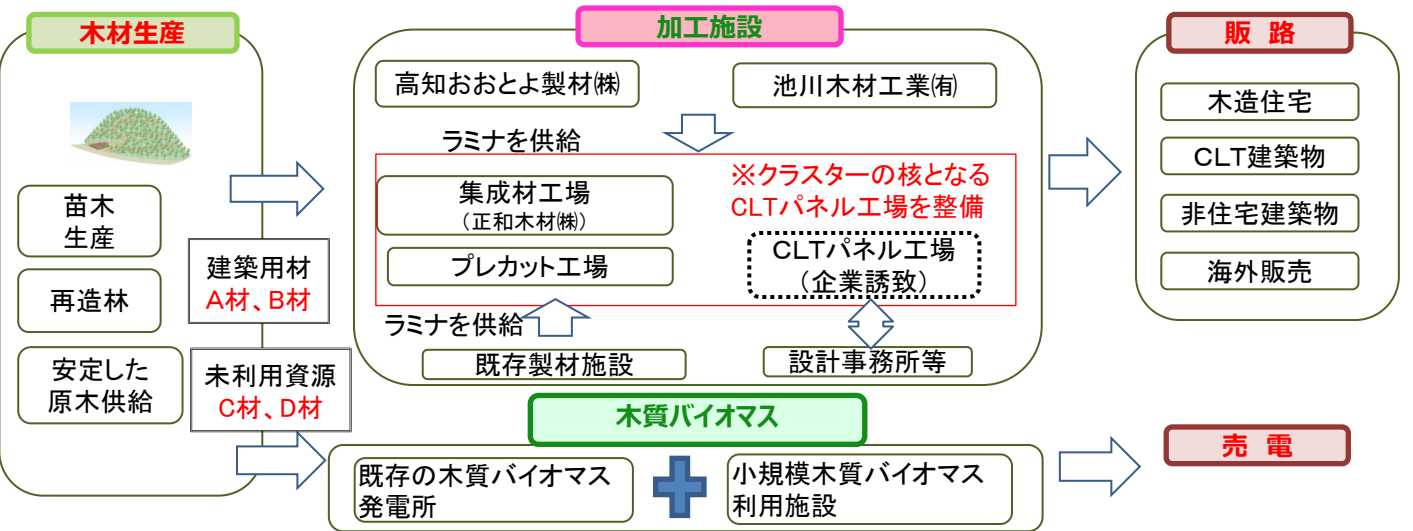 木材生産
苗木
生産
再造林
安定した
原木供給
建築用材
A材、B材
未利用資源
C材、D材
加工施設
高知おおとよ製材㈱
池川木材工業㈲
ラミナを供給
集成材工場
(正和木材㈱)
プレカット工場
※クラスターの核となる
CLTパネル工場を整備
CLTパネル工場
(企業誘致)
ラミナを供給
既存製材施設
設計事務所等
販 路
木造住宅
CLT建築物
非住宅建築物
海外販売
木質バイオマス
既存の木質バイオマス
発電所
小規模木質バイオマス
利用施設
売 電